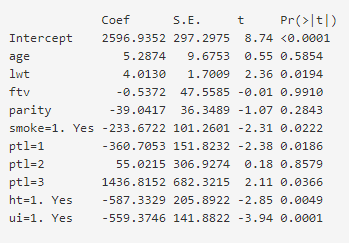 Coef S.E. t Pr(>|t|)
Intercept 2596.9352 297.2975 8.74 <0.0001
age 5.2874 9.6753 0.55 0.5854
lwt 4.0130 1.7009 2.36 0.0194
ftv -0.5372 47.5585 -0.01 0.9910
parity -39.0417 36.3489 -1.07 0.2843
smoke=1. Yes -233.6722 101.2601 -2.31 0.0222
ptl=1 -360.7053 151.8232 -2.38 0.0186
ptl=2 55.0215 306.9274 0.18 0.8579
ptl=3 1436.8152 682.3215 2.11 0.0366
ht=1. Yes -587.3329 205.8922 -2.85 0.0049
ui=1. Yes -559.3746 141.8822 -3.94 0.0001